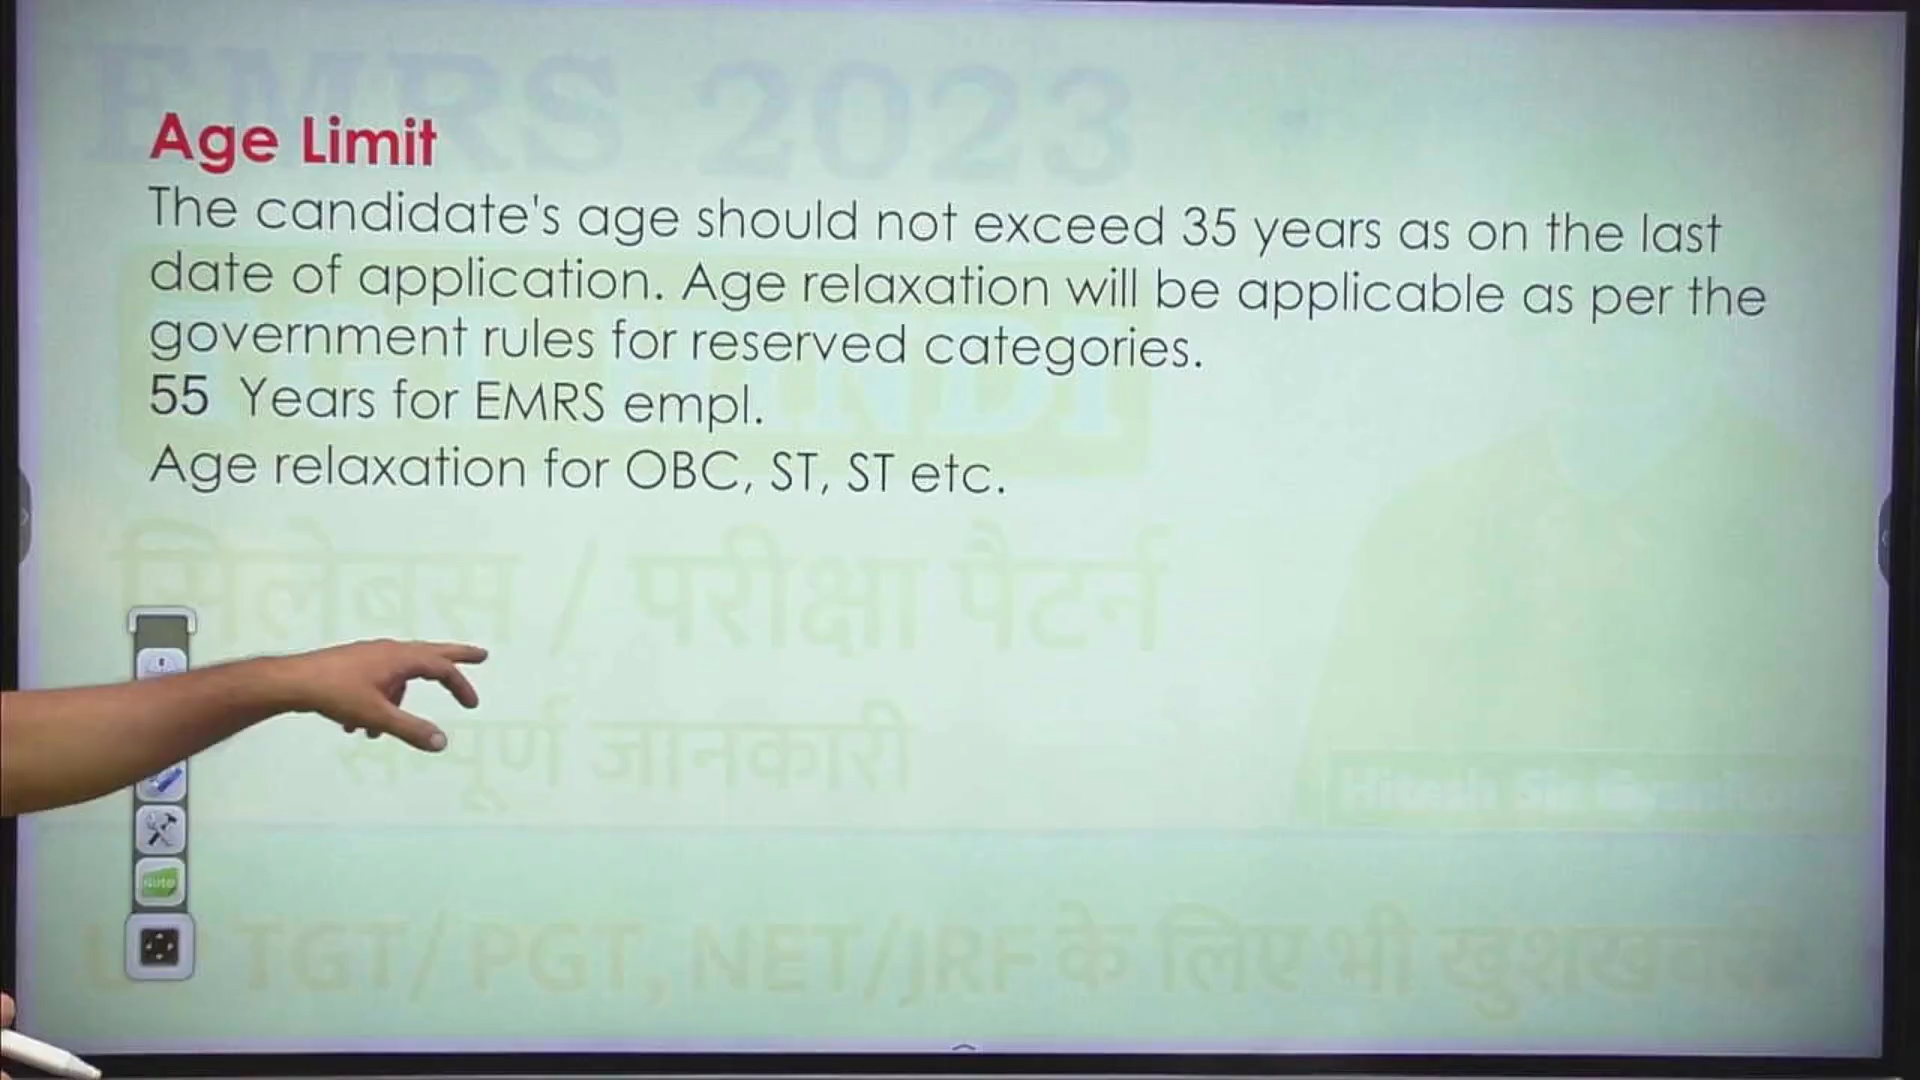 EMRS 2023
Age Limit
The candidate's age should not exceed 35 years as on the last
date of application. Age relaxation will be applicable as per the
government rules for reserved categories.
55 Years for EMRS empl.
Age relaxation for OBC, ST, ST etc.
सिलेबस / परीक्षा पैटर्न
सम्पूर्ण जानकारी
Hitesh Sir
TGT/ PGT, NET/JRF के लिए भी